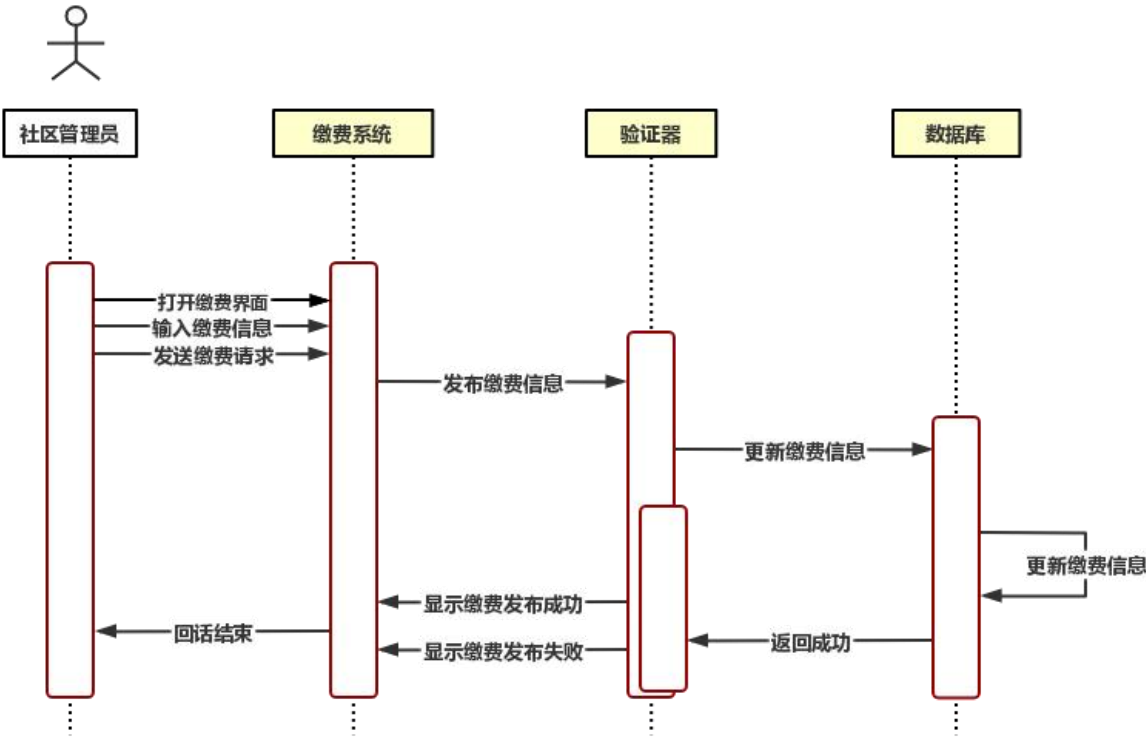 社区管理员
缴费系统
验证器
数据库
打开缴费界面
输入缴费信息
发送缴费请求
发布缴费信息
更新缴费信息
更新缴费信息
显示缴费发布成功
回话结束
返回成功
显示缴费发布失败